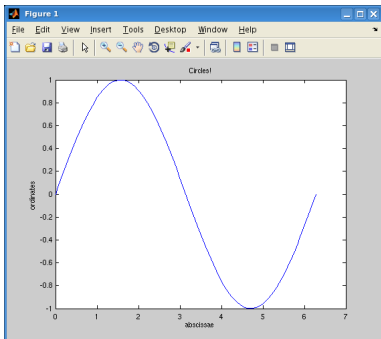 Figure 1
File Edit View Insert Tools Desktop Window Help
Circles!
1
0.8
0.6
0.4
0.2
0
-0.2
-0.4
-0.6
-0.8
-1
ordinates
0 1 2 3 4 5 6 7
abscissae